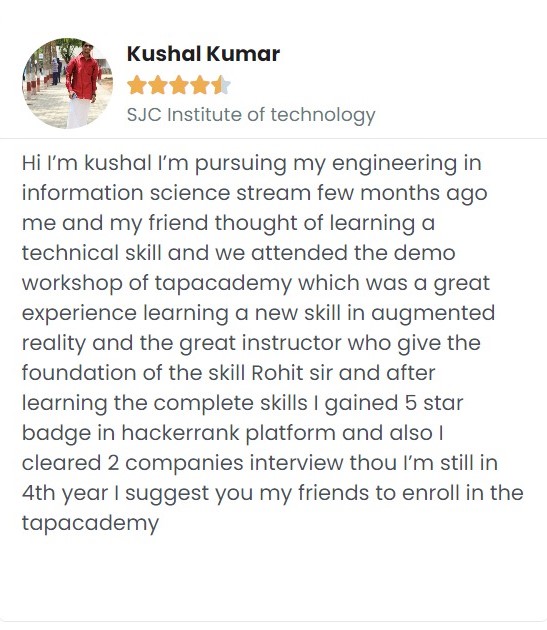 Kushal Kumar
SJC Institute of technology
Hi I'm kushal I'm pursuing my engineering in
information science stream few months ago
me and my friend thought of learning a
technical skill and we attended the demo
workshop of tapacademy which was a great
experience learning a new skill in augmented
reality and the great instructor who give the
foundation of the skill Rohit sir and after
learning the complete skills I gained 5 star
badge in hackerrank platform and also I
cleared 2 companies interview thou I'm still in
4th year I suggest you my friends to enroll in the
tapacademy